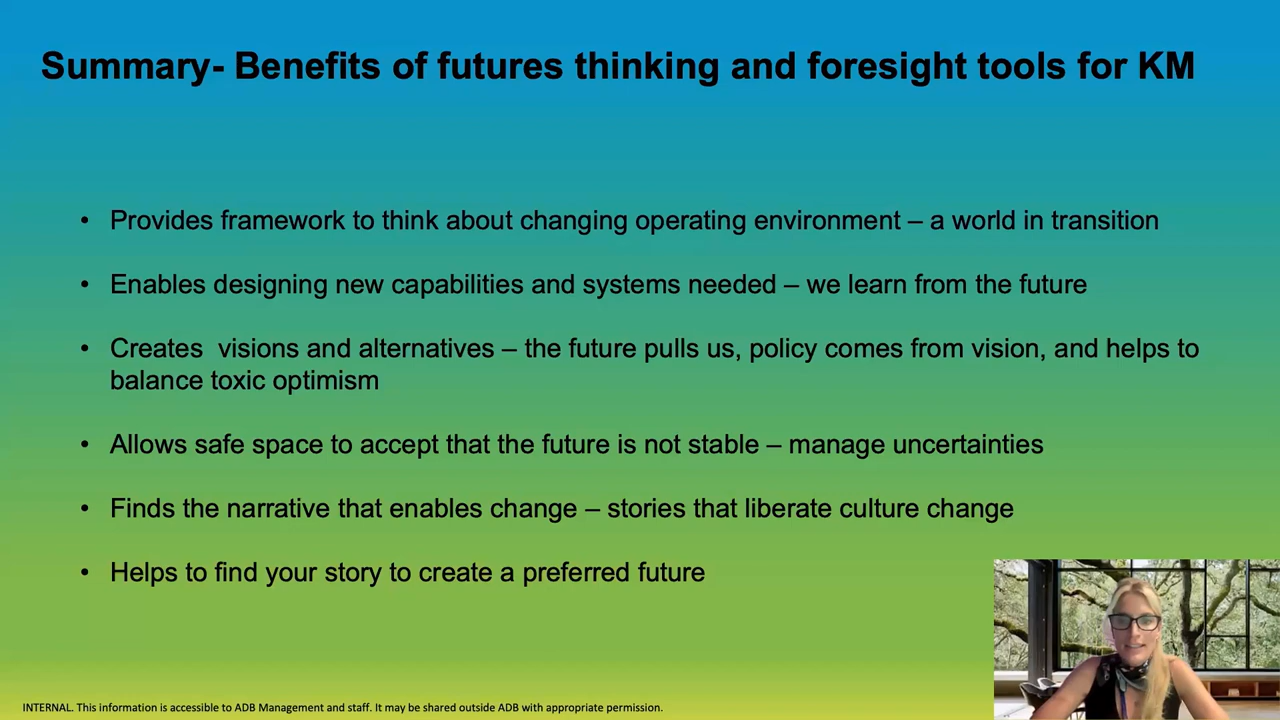 Summary- Benefits of futures thinking and foresight tools for KM
• Provides framework to think about changing operating environment – a world in transition
• Enables designing new capabilities and systems needed – we learn from the future
• Creates  visions and alternatives – the future pulls us, policy comes from vision, and helps to
balance toxic optimism
• Allows safe space to accept that the future is not stable – manage uncertainties
• Finds the narrative that enables change – stories that liberate culture change
• Helps to find your story to create a preferred future
INTERNAL. This information is accessible to ADB Management and staff. It may be shared outside ADB with appropriate permission.